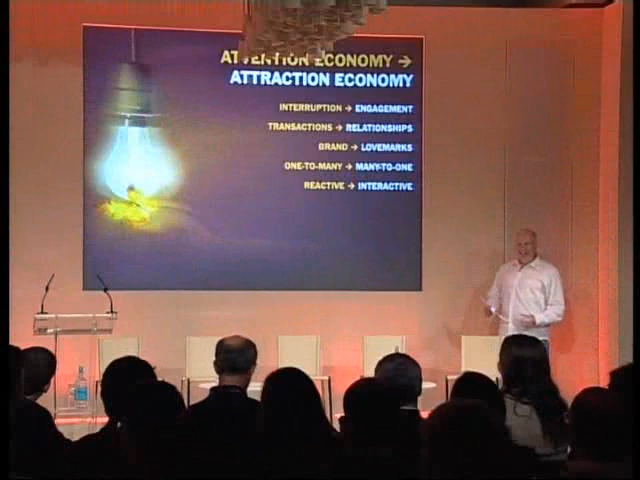 ATTENTION ECONOMY →
ATTRACTION ECONOMY
INTERRUPTION → ENGAGEMENT
TRANSACTIONS → RELATIONSHIPS
BRAND → LOVEMARKS
ONE-TO-MANY → MANY-TO-ONE
REACTIVE → INTERACTIVE